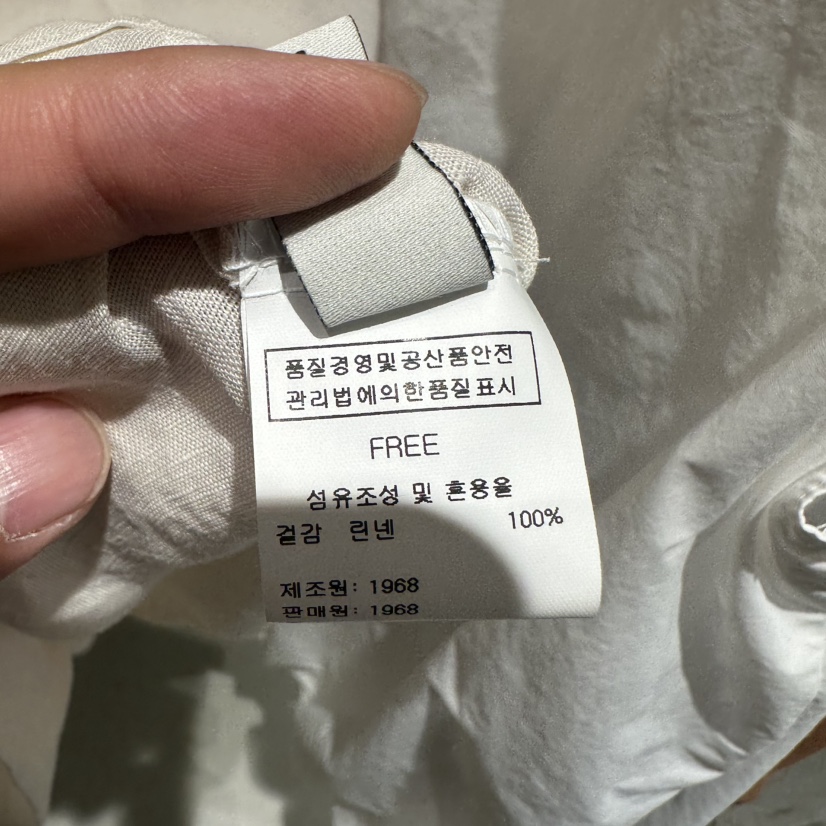 품질경영및공산품안전
관리법에의한품질표시
FREE
섬유조성 및 혼용율
겉감 린넨 100%
제조원: 1968
판매원: 1968